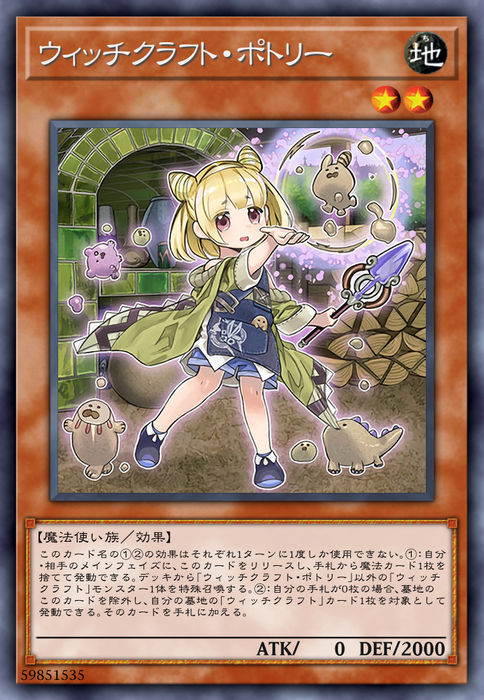 ウィッチクラフト・ポトリー
ち
地
【魔法使い族／効果】
このカード名の①②の効果はそれぞれ1ターンに1度しか使用できない。①：自分
・相手のメインフェイズに、このカードをリリースし、手札から魔法カード1枚を
捨てて発動できる。デッキから「ウィッチクラフト・ポトリー」以外の「ウィッチ
クラフト」モンスター1体を特殊召喚する。②：自分の手札が0枚の場合、墓地の
このカードを除外し、自分の墓地の「ウィッチクラフト」カード1枚を対象として
発動できる。そのカードを手札に加える。
ATK/ 0 DEF/2000
59851535